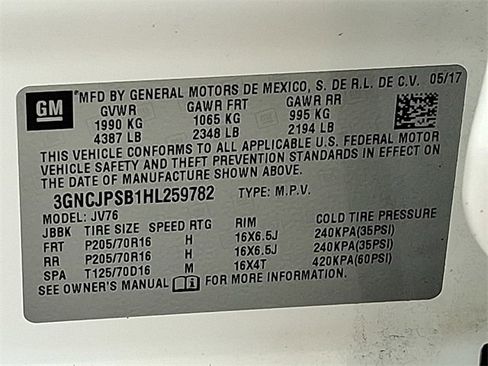 GM
*MFD BY GENERAL MOTORS DE MEXICO, S. DE R.L. DE C.V. 05/17
GVWR GAWR FRT GAWR RR
1990 KG 1065 KG 995 KG
4387 LB 2348 LB 2194 LB
THIS VEHICLE CONFORMS TO ALL APPLICABLE U.S. FEDERAL MOTOR
VEHICLE SAFETY AND THEFT PREVENTION STANDARDS IN EFFECT ON
THE DATE OF MANUFACTURE SHOWN ABOVE.
3GNCJPSB1HL259782 TYPE: M.P.V.
MODEL: JV76
JBBK TIRE SIZE SPEED RTG RIM COLD TIRE PRESSURE
FRT P205/70R16 H 16X6.5J 240KPA(35PSI)
RR P205/70R16 H 16X6.5J 240KPA(35PSI)
SPA T125/70D16 M 16X4T 420KPA(60PSI)
SEE OWNER'S MANUAL FOR MORE INFORMATION.